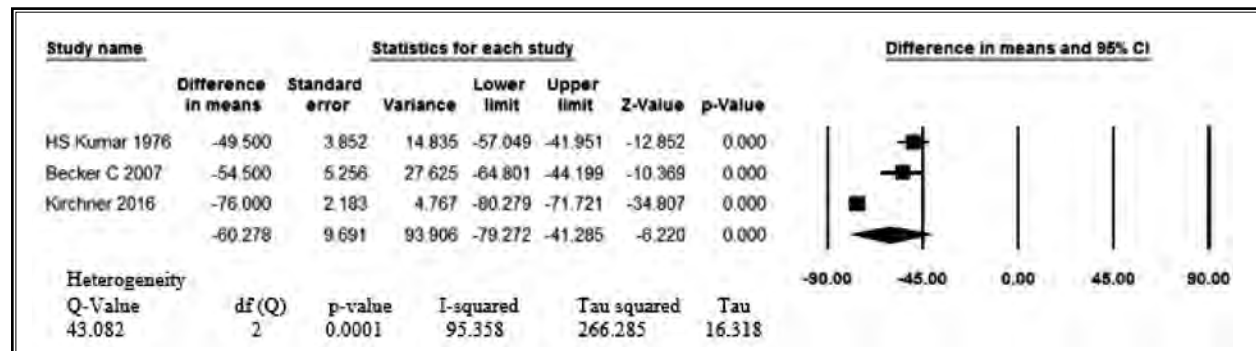 Study name Statistics for each study Difference in means and 95% CI
Difference in means Standard error Variance Lower limit Upper limit Z-Value p-Value
HS Kumar 1976 -49.500 3.852 14.835 -57.049 -41.951 -12.852 0.000
Becker C 2007 -54.500 5.256 27.625 -64.801 -44.199 -10.369 0.000
Kirchner 2016 -76.000 2.183 4.767 -80.279 -71.721 -34.807 0.000
-60.278 9.691 93.906 -79.272 -41.285 -6.220 0.000
-90.00 -45.00 0.00 45.00 90.00
Heterogeneity
Q-Value df (Q) p-value I-squared Tau squared Tau
43.082 2 0.0001 95.358 266.285 16.318